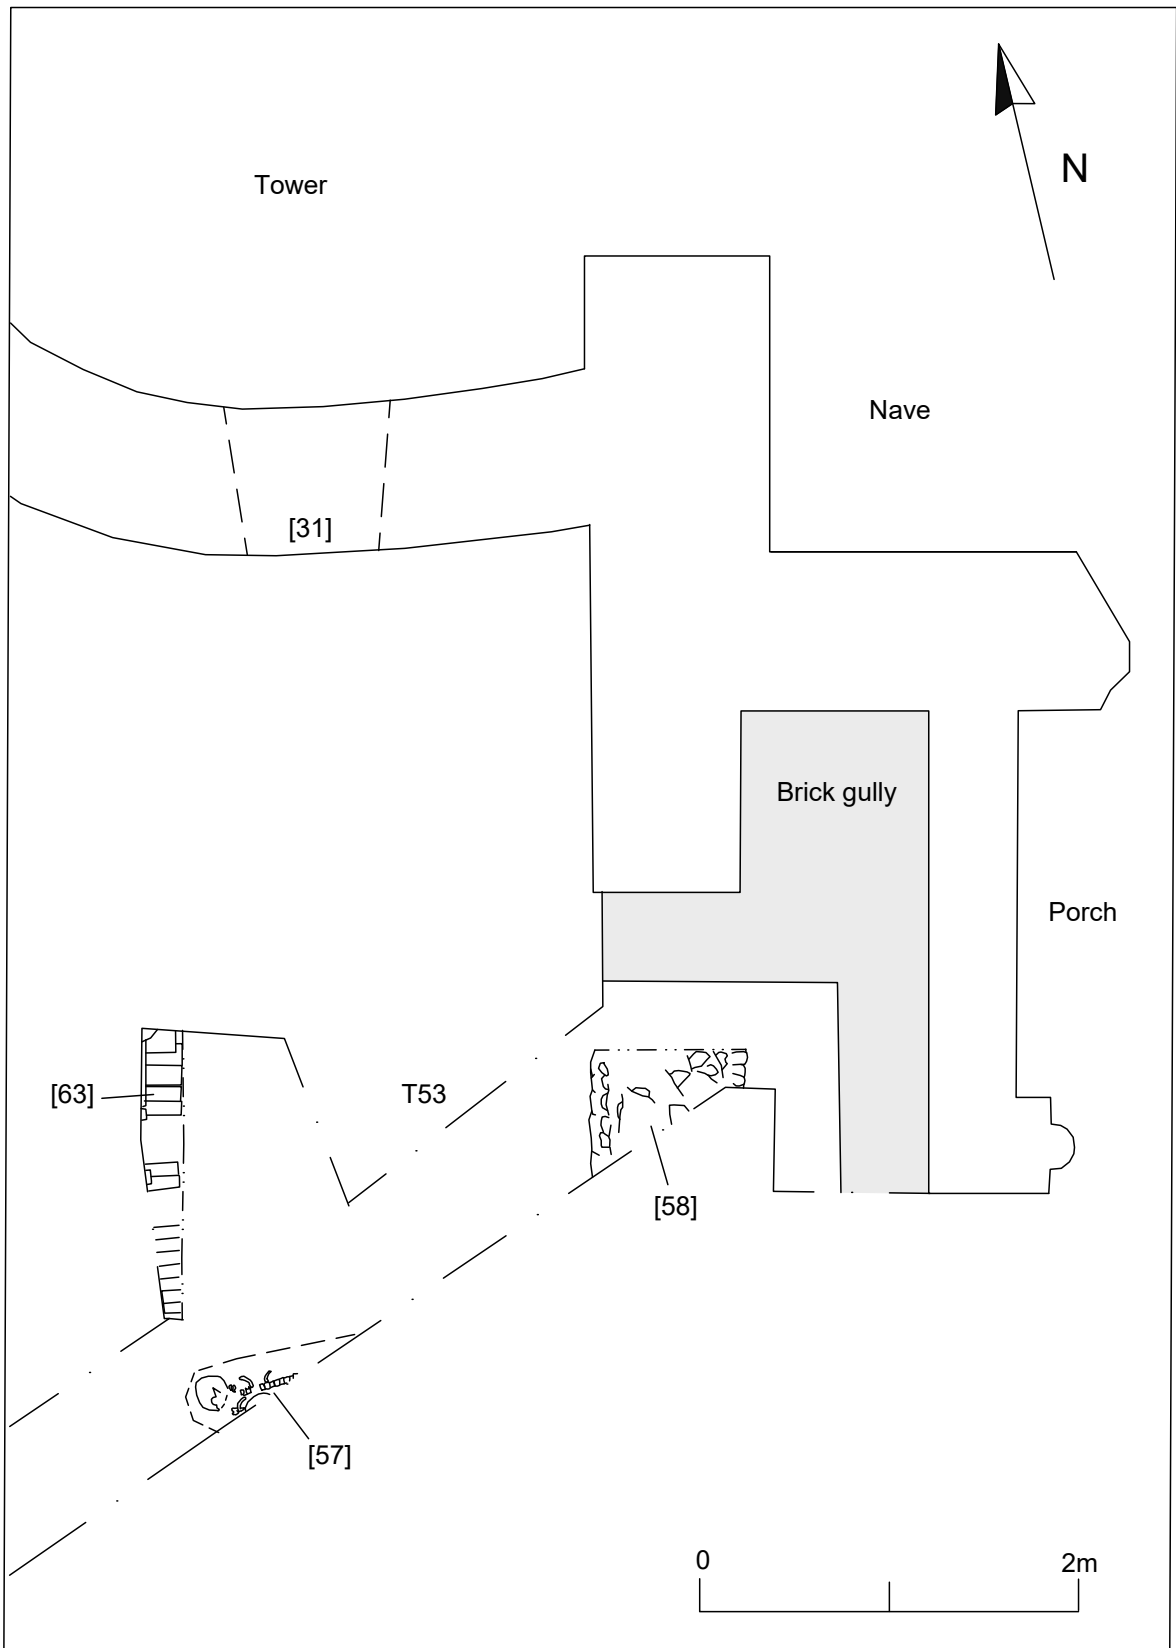 N
Tower
Nave
[31]
Brick gully
Porch
[63]
T53
[58]
[57]
0
2m